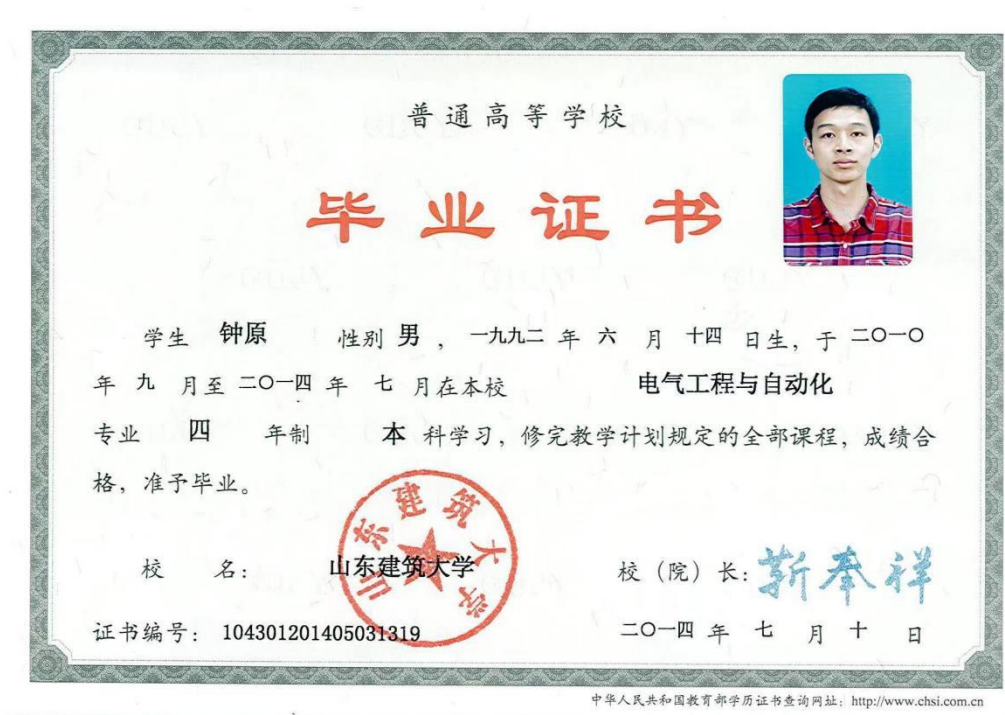 普通高等学校
毕业证书
学生 钟原 性别 男 ，一九九二 年 六 月 十四 日生，于 二〇一〇
年 九 月至 二〇一四 年 七 月在本校 电气工程与自动化
专业 四 年制 本 科学习，修完教学计划规定的全部课程，成绩合
格，准予毕业。
山东建筑大学
校 名： 山东建筑大学 校（院）长：靳奉祥
证书编号： 104301201405031319 二〇一四 年 七 月 十 日
中华人民共和国教育部学历证书查询网址：http://www.chsi.com.cn